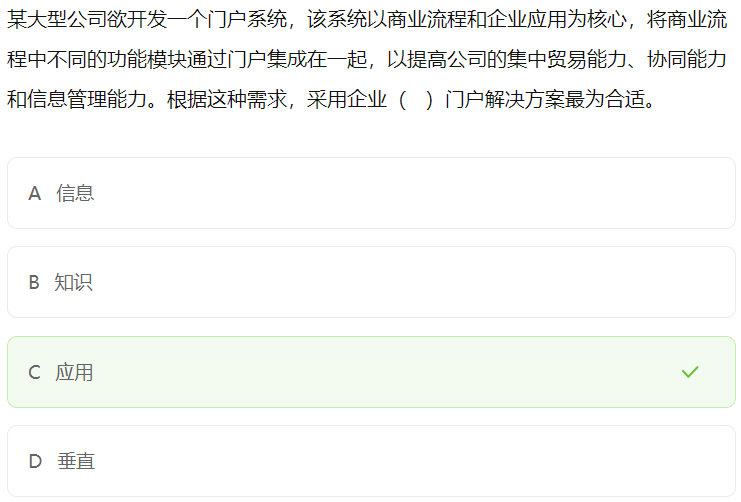 某大型公司欲开发一个门户系统，该系统以商业流程和企业应用为核心，将商业流
程中不同的功能模块通过门户集成在一起，以提高公司的集中贸易能力、协同能力
和信息管理能力。根据这种需求，采用企业（ ）门户解决方案最为合适。
A 信息
B 知识
C 应用
D 垂直